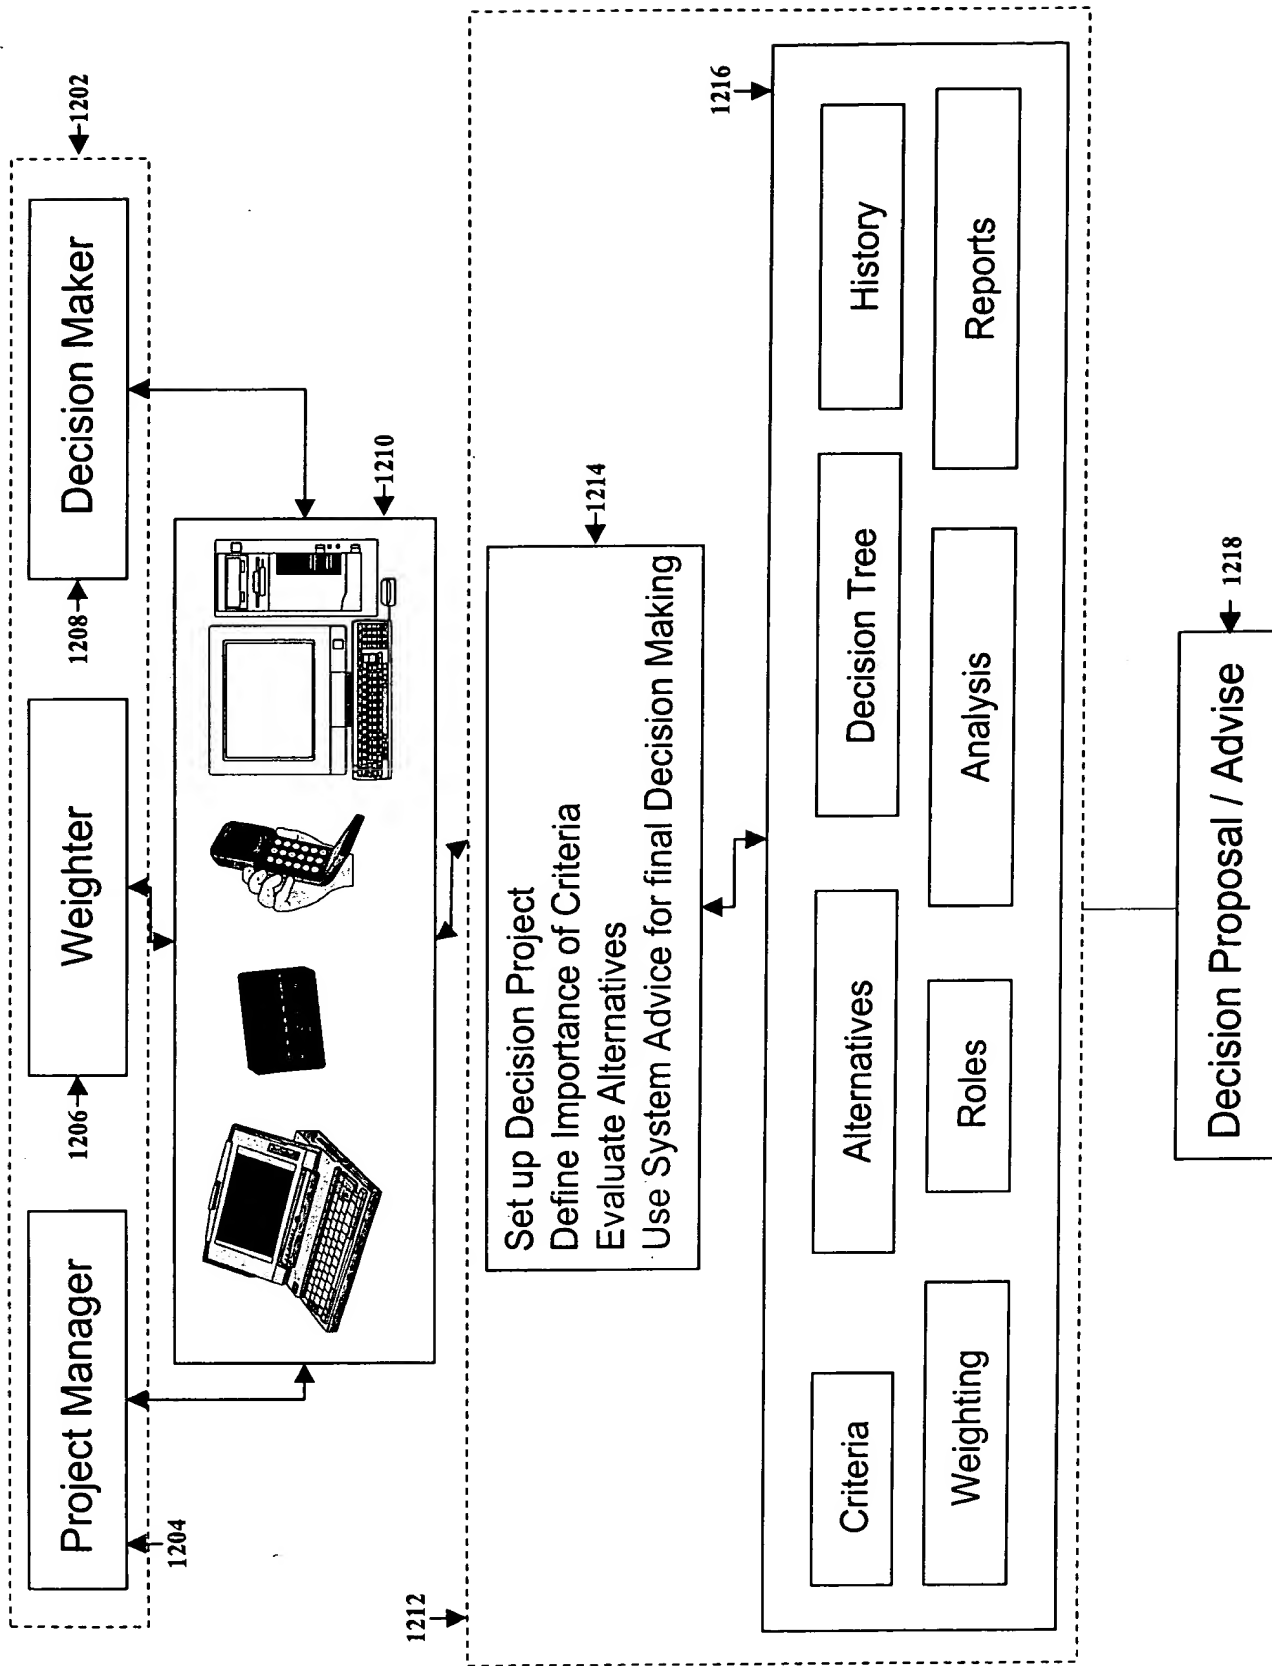 1202
Project Manager
Weighter
Decision Maker
1204
1206
1208
1210
1212
Set up Decision Project
Define Importance of Criteria
Evaluate Alternatives
Use System Advice for final Decision Making
1214
1216
Criteria
Alternatives
Decision Tree
History
Weighting
Roles
Analysis
Reports
Decision Proposal / Advise
1218